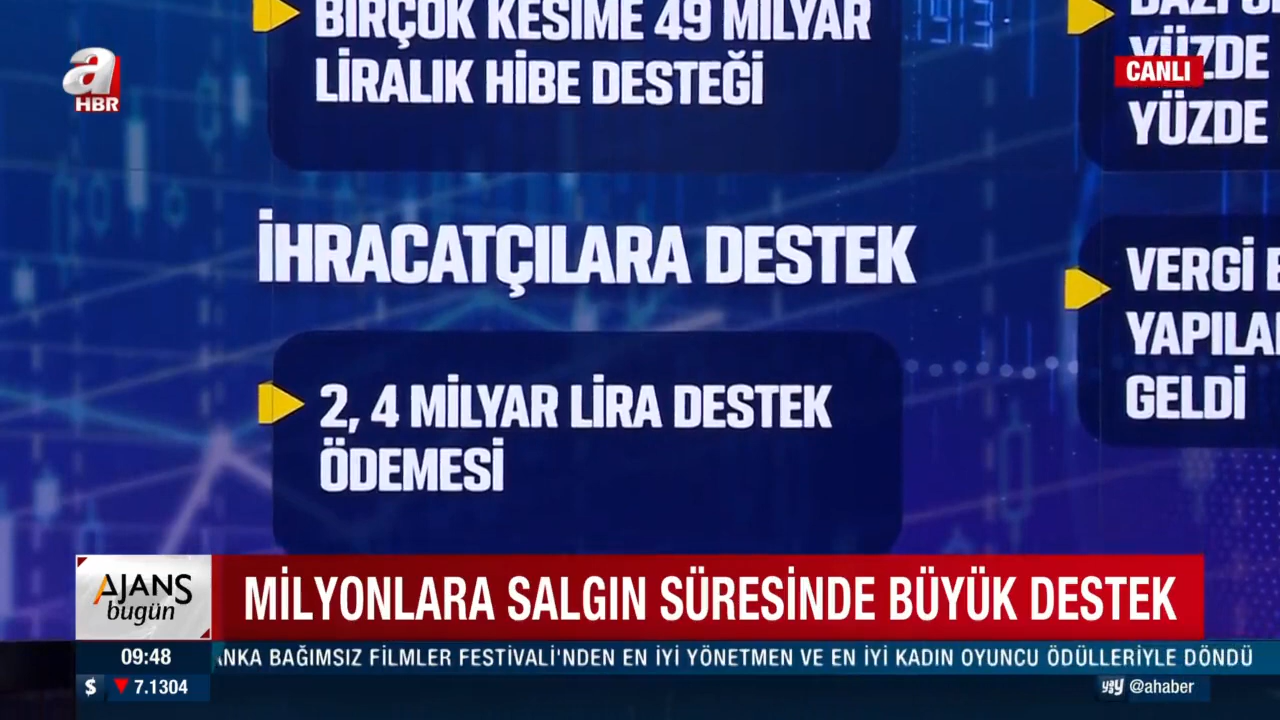 BİRÇOK KESİME 49 MİLYAR
LİRALIK HİBE DESTEĞİ
İHRACATÇILARA DESTEK
2, 4 MİLYAR LİRA DESTEK
ÖDEMESİ
YÜZDE
YÜZDE
VERGİ
GELDİ
a
HBR
CANLI
AJANS
bugün
MİLYONLARA SALGIN SÜRESİNDE BÜYÜK DESTEK
09:48
BAĞIMSIZ FİLMLER FESTİVALİ'NDEN EN İYİ YÖNETMEN VE EN İYİ KADIN OYUNCU ÖDÜLLERİYLE DÖNDÜ
$ ▼ 7.1304
@ahaber